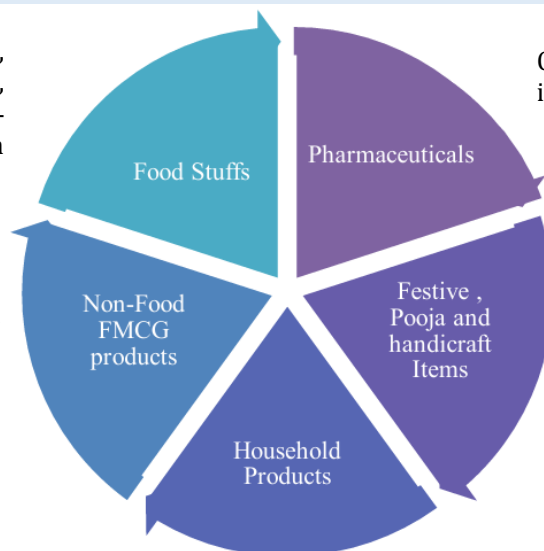 Food Stuffs
Pharmaceuticals
Festive ,
Pooja and
handicraft
Items
Household
Products
Non-Food
FMCG
products